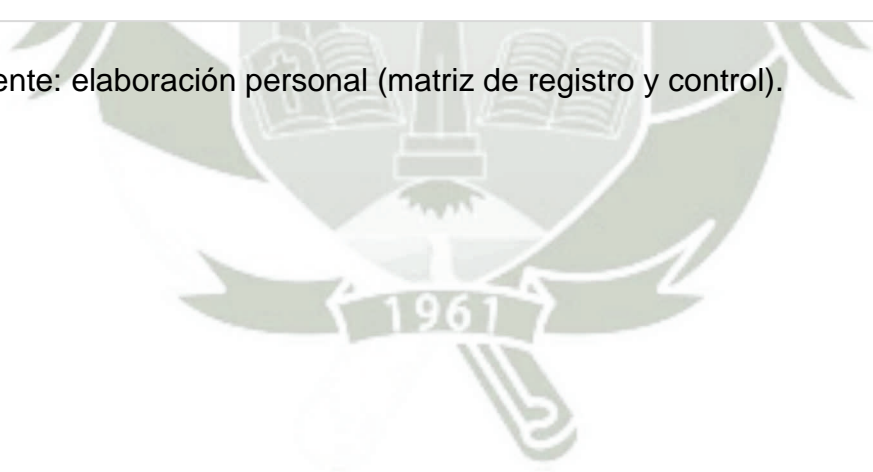 ente: elaboración personal (matriz de registro y control).
1961